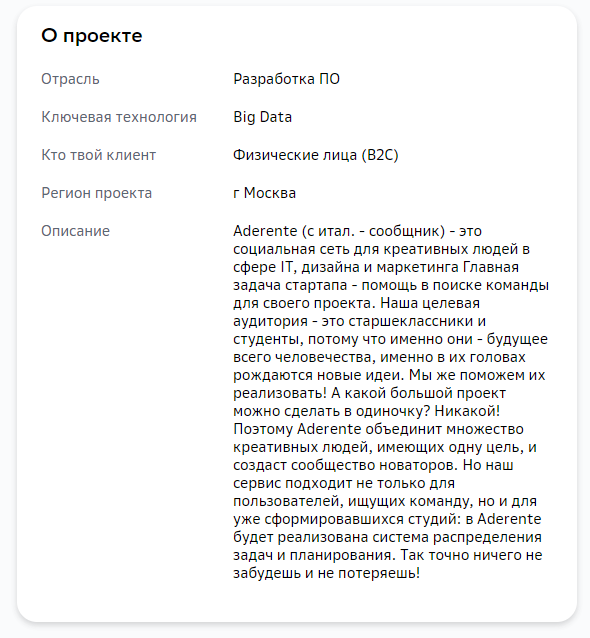 О проекте
Отрасль Разработка ПО
Ключевая технология Big Data
Кто твой клиент Физические лица (B2C)
Регион проекта г Москва
Описание Aderente (с итал. - сообщник) - это
социальная сеть для креативных людей в
сфере IT, дизайна и маркетинга Главная
задача стартапа - помощь в поиске команды
для своего проекта. Наша целевая
аудитория - это старшеклассники и
студенты, потому что именно они - будущее
всего человечества, именно в их головах
рождаются новые идеи. Мы же поможем их
реализовать! А какой большой проект
можно сделать в одиночку? Никакой!
Поэтому Aderente объединит множество
креативных людей, имеющих одну цель, и
создаст сообщество новаторов. Но наш
сервис подходит не только для
пользователей, ищущих команду, но и для
уже сформировавшихся студий: в Aderente
будет реализована система распределения
задач и планирования. Так точно ничего не
забудешь и не потеряешь!